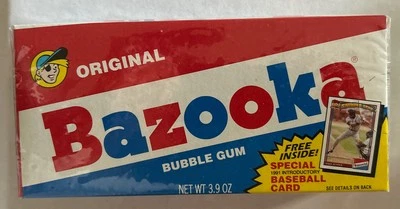 ORIGINAL
Bazooka®
BUBBLE GUM
NET WT 3.9 OZ
FREE
INSIDE!
SPECIAL
1991 INTRODUCTORY
BASEBALL
CARD
SEE DETAILS ON BACK.